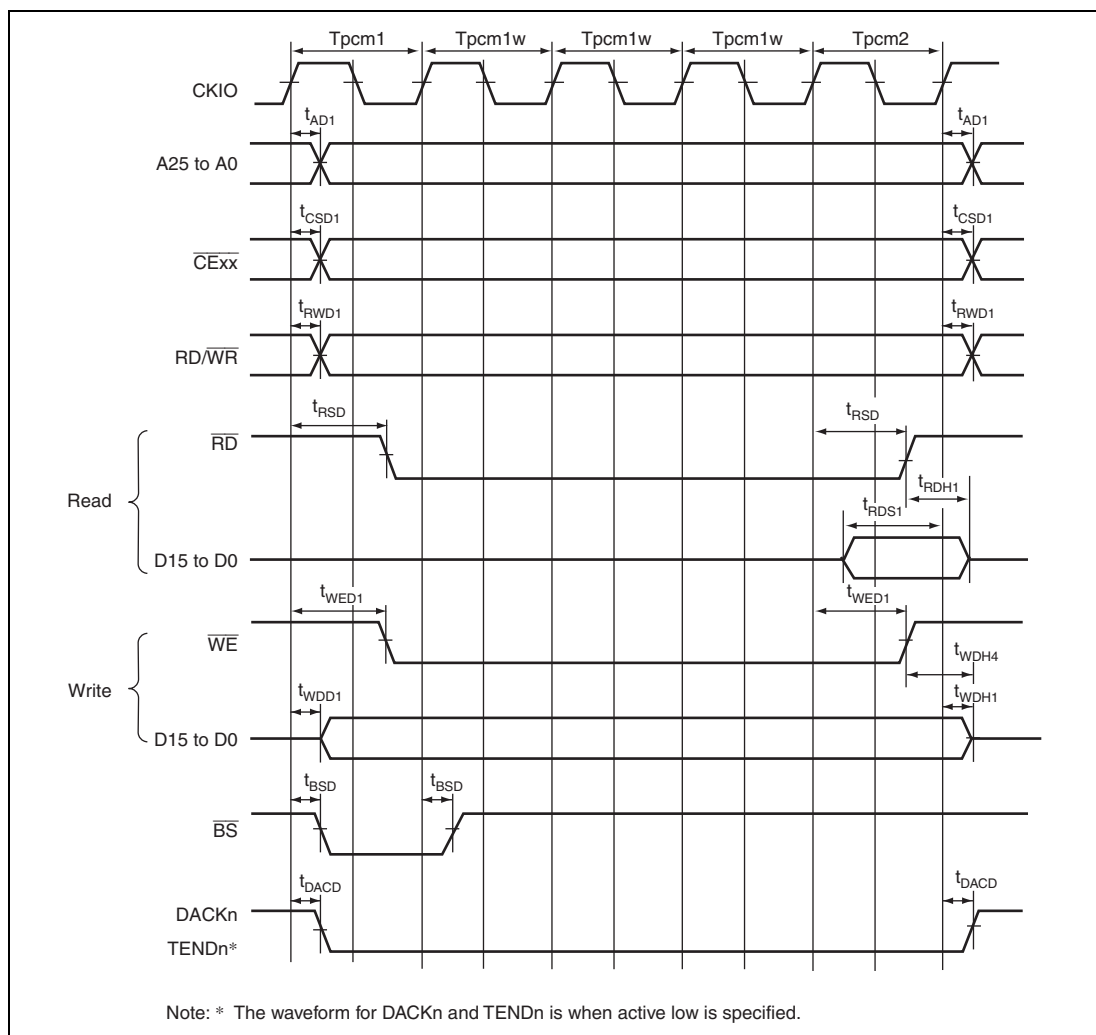 Tpcm1 Tpcm1w Tpcm1w Tpcm1w Tpcm2
CKIO
tAD1 tAD1
A25 to A0
tCSD1 tCSD1
CExx
tRWD1 tRWD1
RD/WR
tRSD tRSD
RD
tRDH1
Read
tRDS1
D15 to D0
tWED1 tWED1
WE
tWDH4
Write
tWDD1 tWDH1
D15 to D0
tBSD tBSD
BS
tDACD tDACD
DACKn
TENDn*
Note: * The waveform for DACKn and TENDn is when active low is specified.